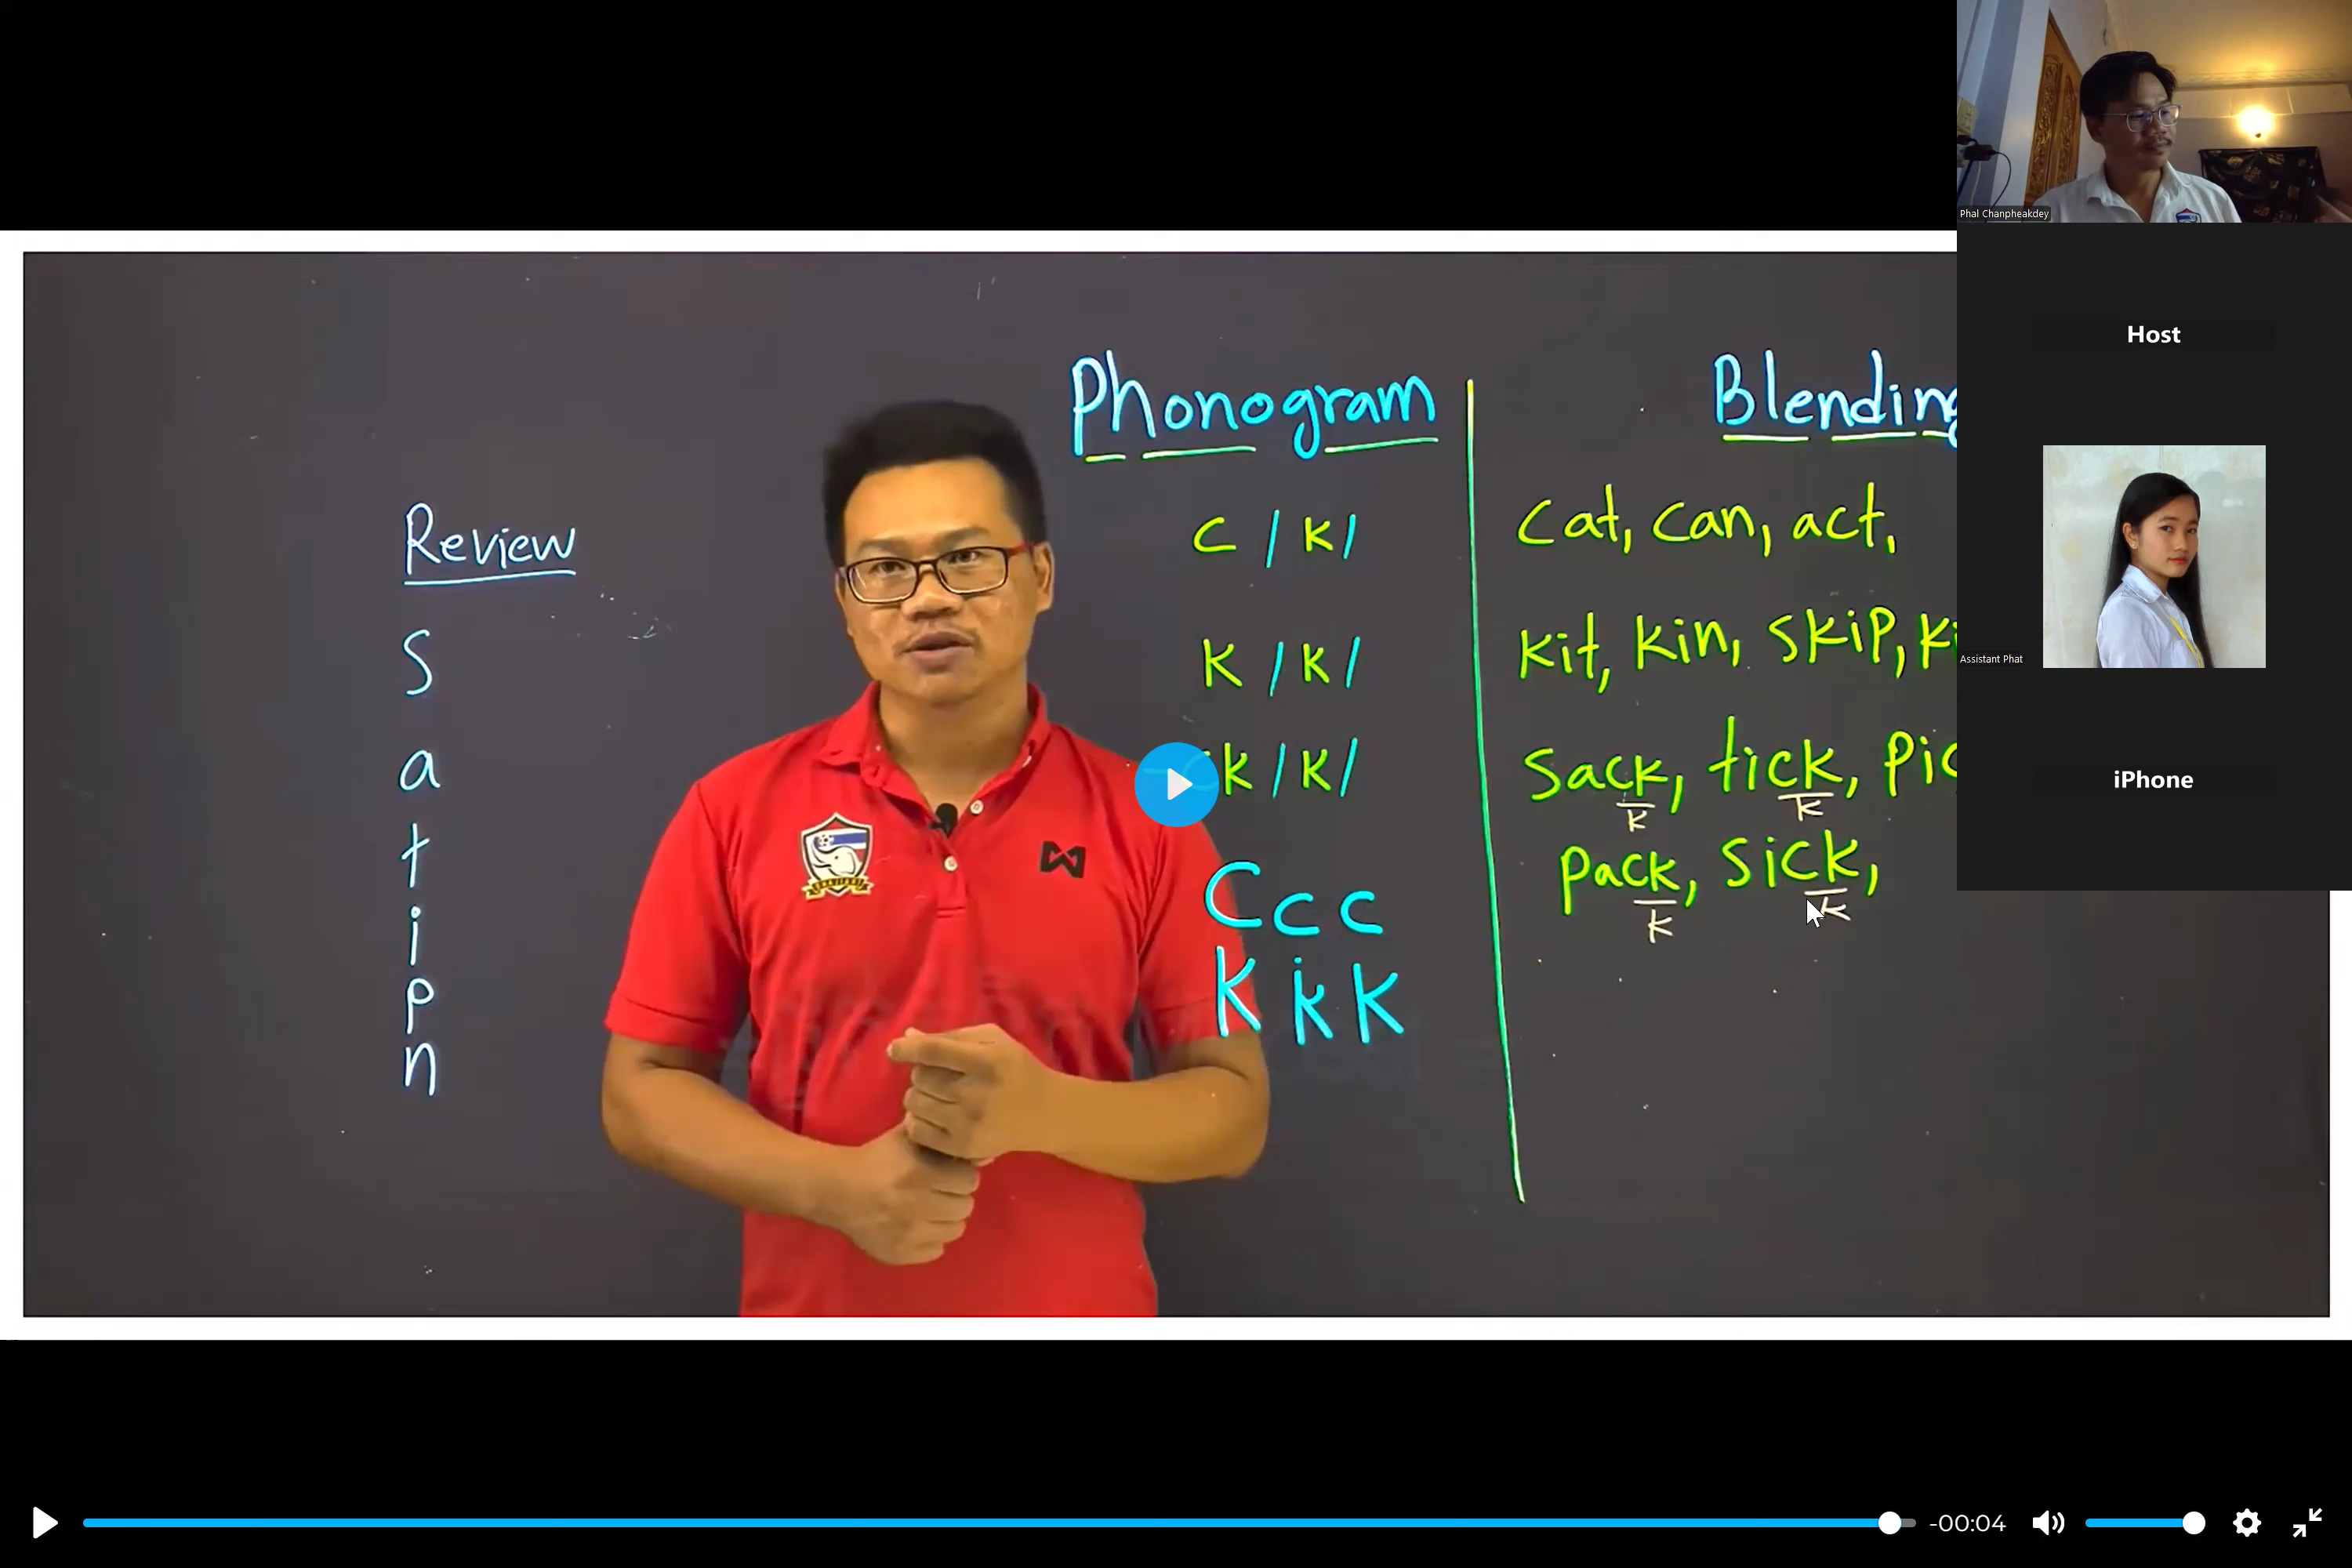 Phal Chanpheakdey
Host
Assistant Phat
iPhone
Review
s
a
t
i
p
n
Phonogram
c /k/
k /k/
k /k/
C c c
K k K
Blending
cat, can, act,
kit, kin, skip,
sack, tick,
k k
pack, sick,
k k
-00:04